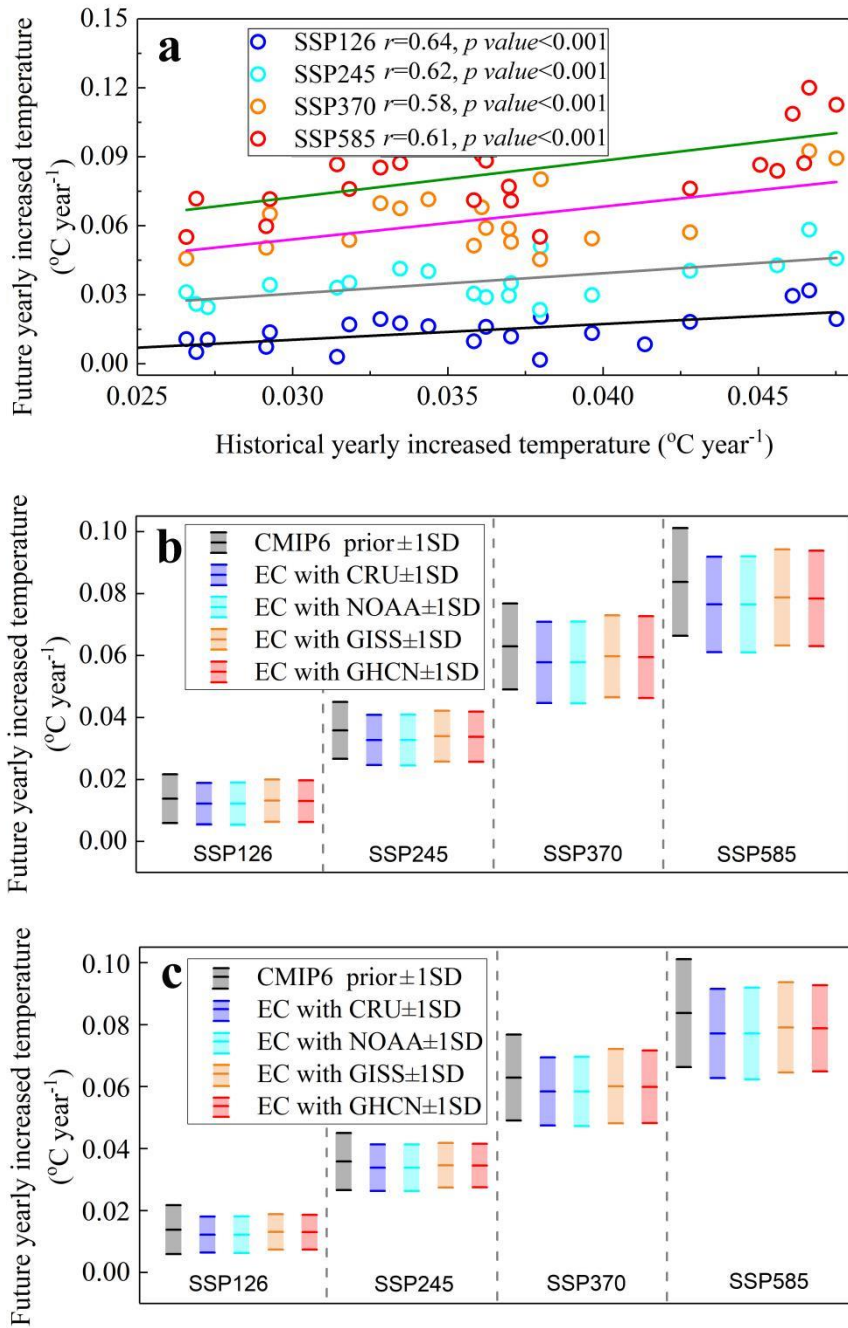 a
SSP126 r=0.64, p value<0.001
SSP245 r=0.62, p value<0.001
SSP370 r=0.58, p value<0.001
SSP585 r=0.61, p value<0.001
0.15
0.12
0.09
0.06
0.03
0.00
Future yearly increased temperature
(°C year⁻¹)
0.025 0.030 0.035 0.040 0.045
Historical yearly increased temperature (°C year⁻¹)
b
CMIP6 prior±1SD
EC with CRU±1SD
EC with NOAA±1SD
EC with GISS±1SD
EC with GHCN±1SD
0.10
0.08
0.06
0.04
0.02
0.00
Future yearly increased temperature
(°C year⁻¹)
SSP126 SSP245 SSP370 SSP585
c
CMIP6 prior±1SD
EC with CRU±1SD
EC with NOAA±1SD
EC with GISS±1SD
EC with GHCN±1SD
0.10
0.08
0.06
0.04
0.02
0.00
Future yearly increased temperature
(°C year⁻¹)
SSP126 SSP245 SSP370 SSP585